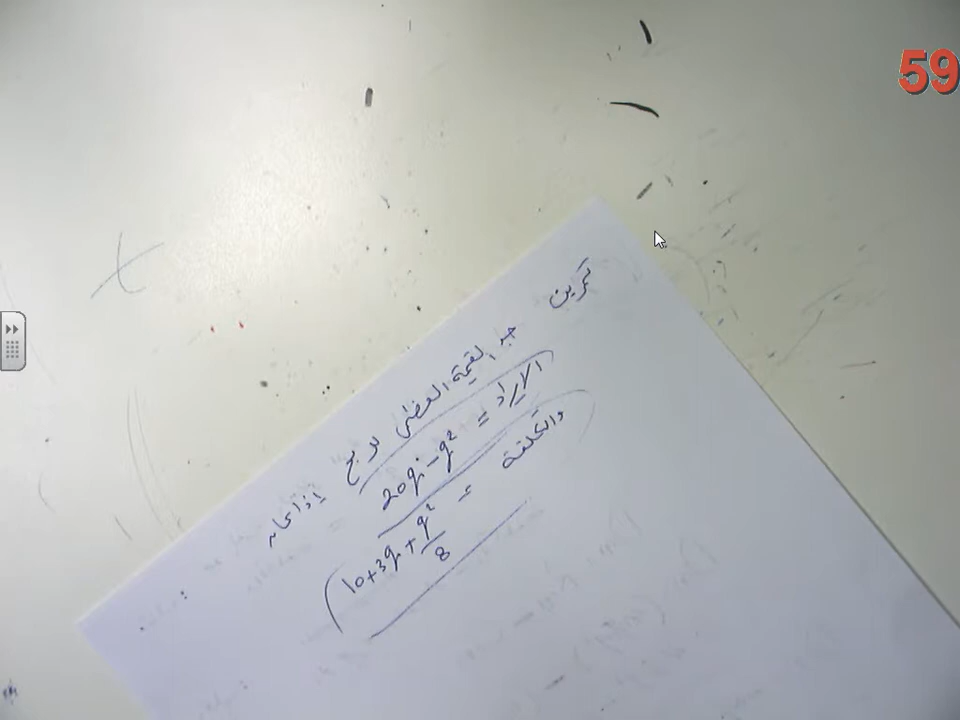 59
تمرين
جد القيمة العظمى للربح إذا كان
الإيراد = 20q - q²
والتكلفة =
10 + 3q + q²/8